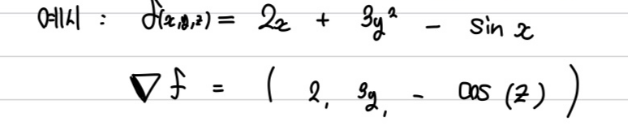 예시 : f(x,y,z) = 2x + 3y² - sin x
∇f = ( 2, 3y, - cos (z) )